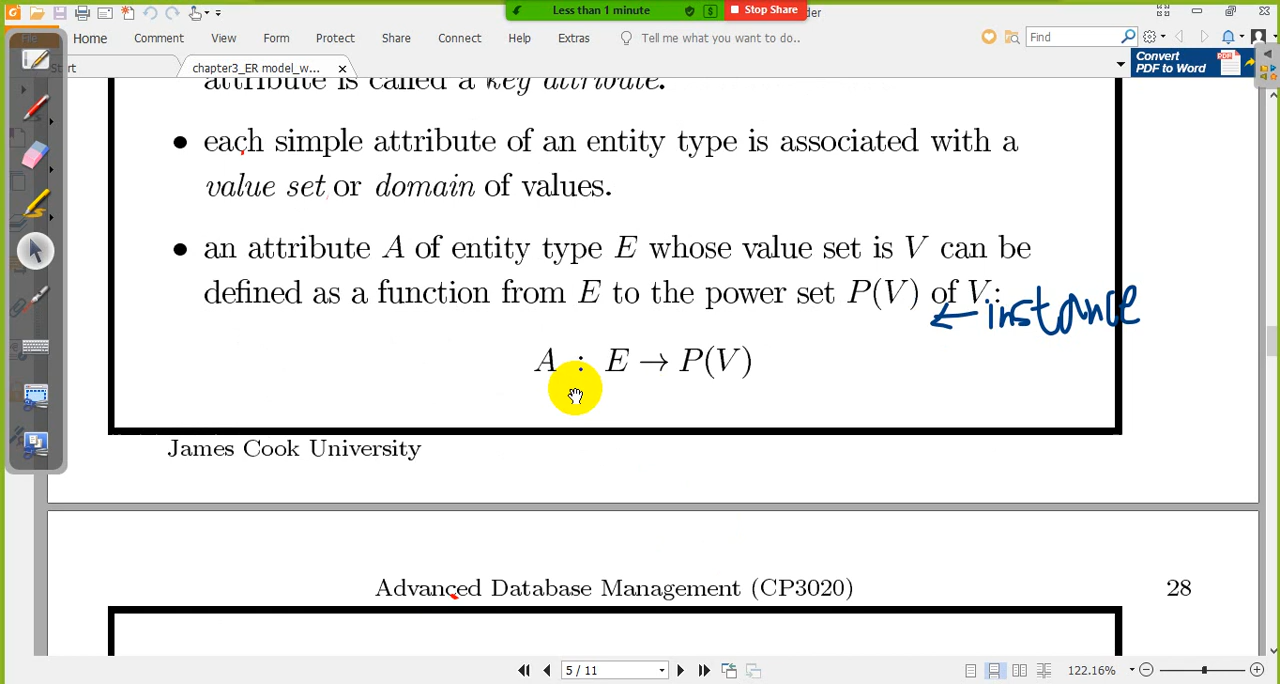 Less than 1 minute
Stop Share
der
File
Home
Comment
View
Form
Protect
Share
Connect
Help
Extras
Tell me what you want to do..
Find
tart
chapter3_ER model_w...
Convert
PDF to Word
attribute is called a key attribute.
• each simple attribute of an entity type is associated with a
value set or domain of values.
• an attribute A of entity type E whose value set is V can be
defined as a function from E to the power set P(V) of V:
← instance
A : E → P(V)
James Cook University
Advanced Database Management (CP3020)
28
5 / 11
122.16%